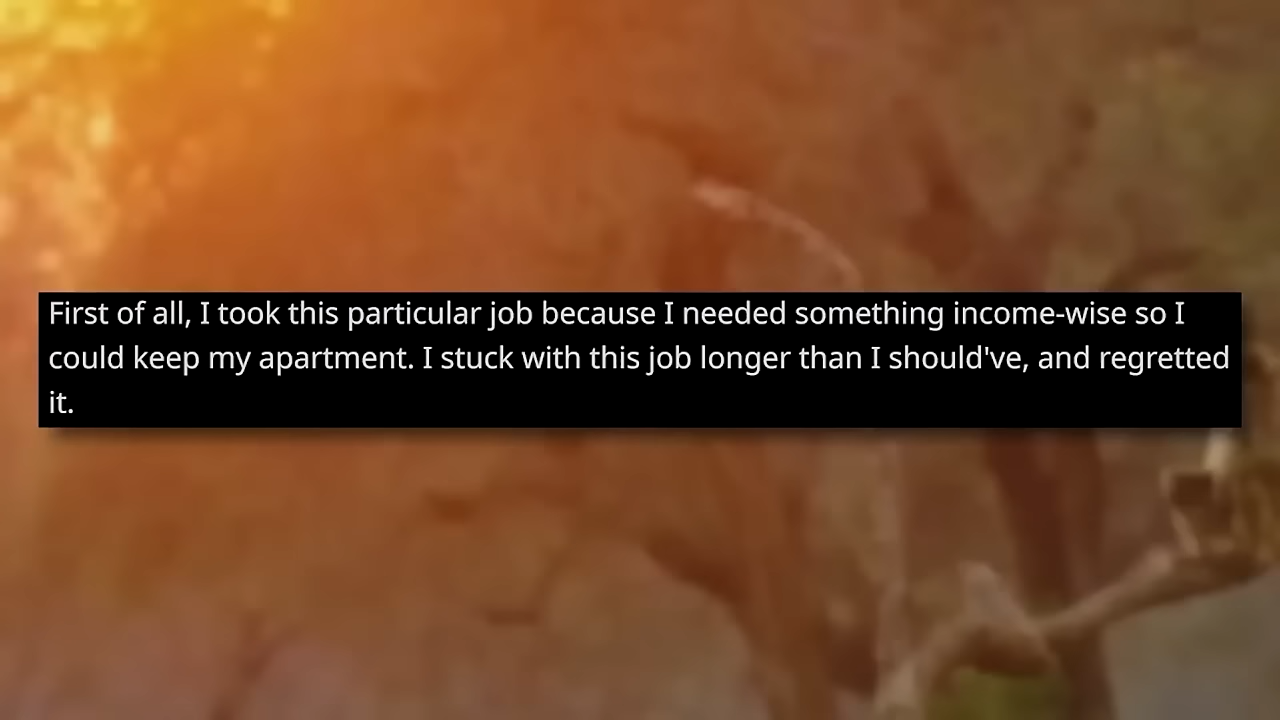 First of all, I took this particular job because I needed something income-wise so I
could keep my apartment. I stuck with this job longer than I should've, and regretted
it.